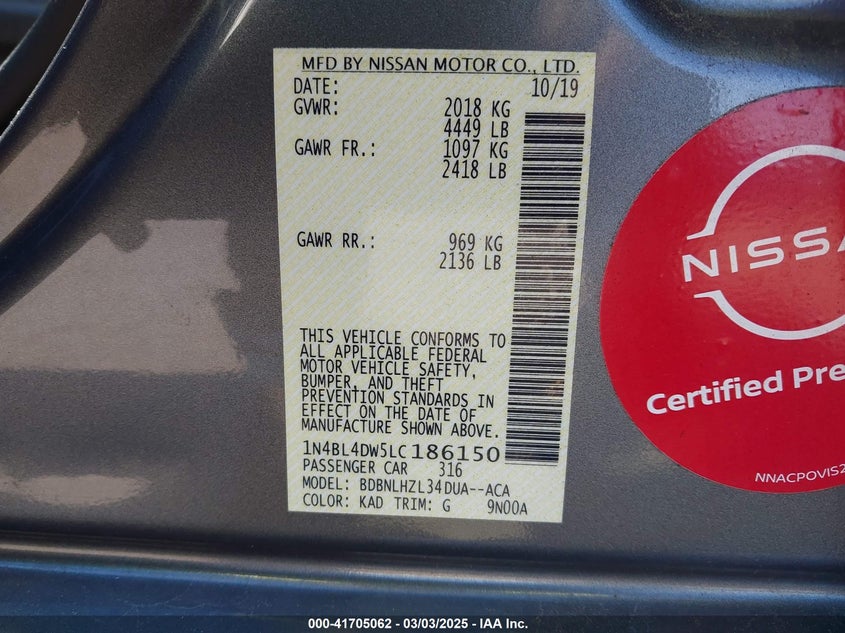 MFD BY NISSAN MOTOR CO., LTD.
DATE: 10/19
GVWR: 2018 KG
4449 LB
GAWR FR.: 1097 KG
2418 LB
GAWR RR.: 969 KG
2136 LB
THIS VEHICLE CONFORMS TO
ALL APPLICABLE FEDERAL
MOTOR VEHICLE SAFETY,
BUMPER, AND THEFT
PREVENTION STANDARDS IN
EFFECT ON THE DATE OF
MANUFACTURE SHOWN ABOVE.
1N4BL4DW5LC186150
PASSENGER CAR 316
MODEL: BDBNLHZL34DUA--ACA
COLOR: KAD TRIM: G 9N00A
NISSA
Certified Pre
NNACPOVIS2
000-41705062 - 03/03/2025 - IAA Inc.